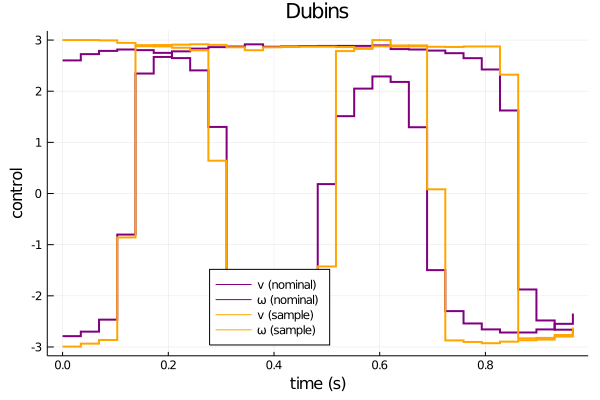 Dubins
control
3
2
1
0
-1
-2
-3
v (nominal)
ω (nominal)
v (sample)
ω (sample)
0.0 0.2 0.4 0.6 0.8
time (s)